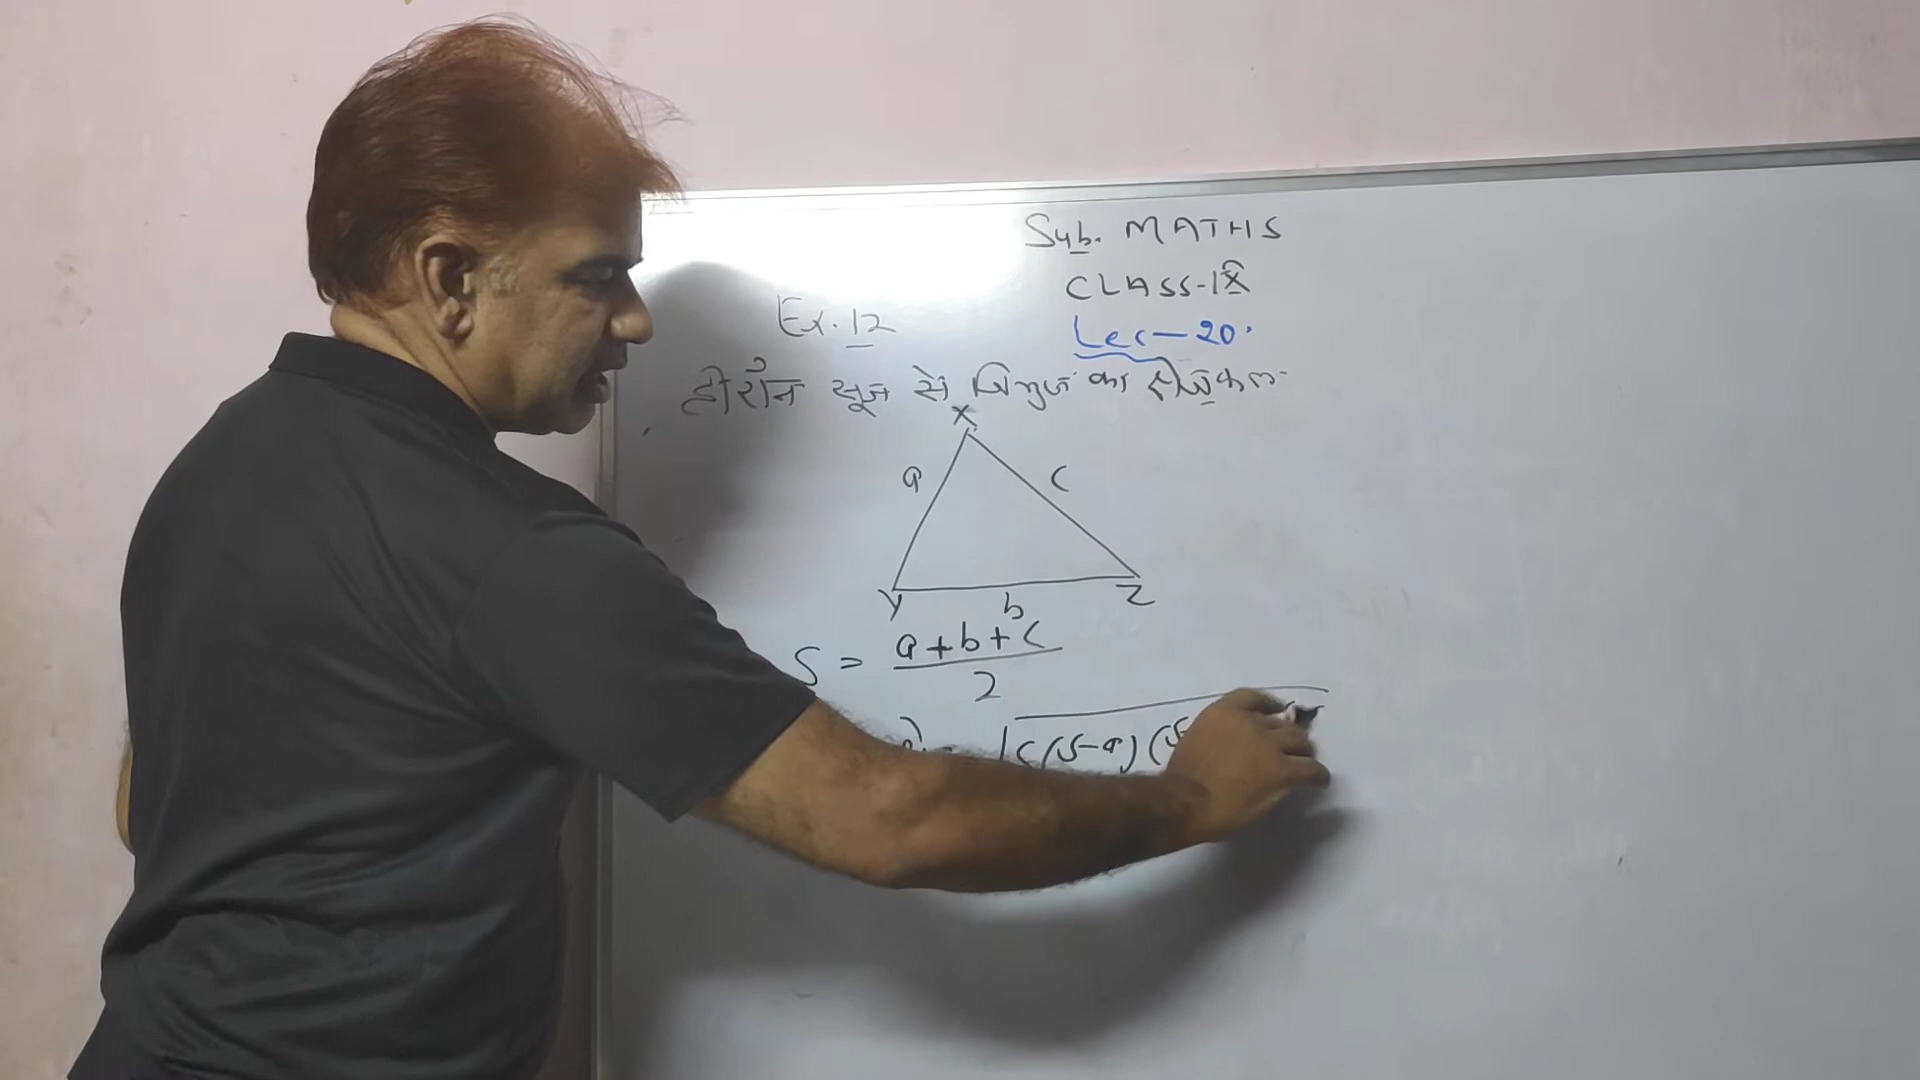 Sub. MATHS
CLASS-IX
Lec-20.
Ex. 12
हीरोन सूत्र से त्रिभुज का क्षेत्रफल
X
a c
Y Z
b
S = a+b+c / 2
= √S(S-a)(S